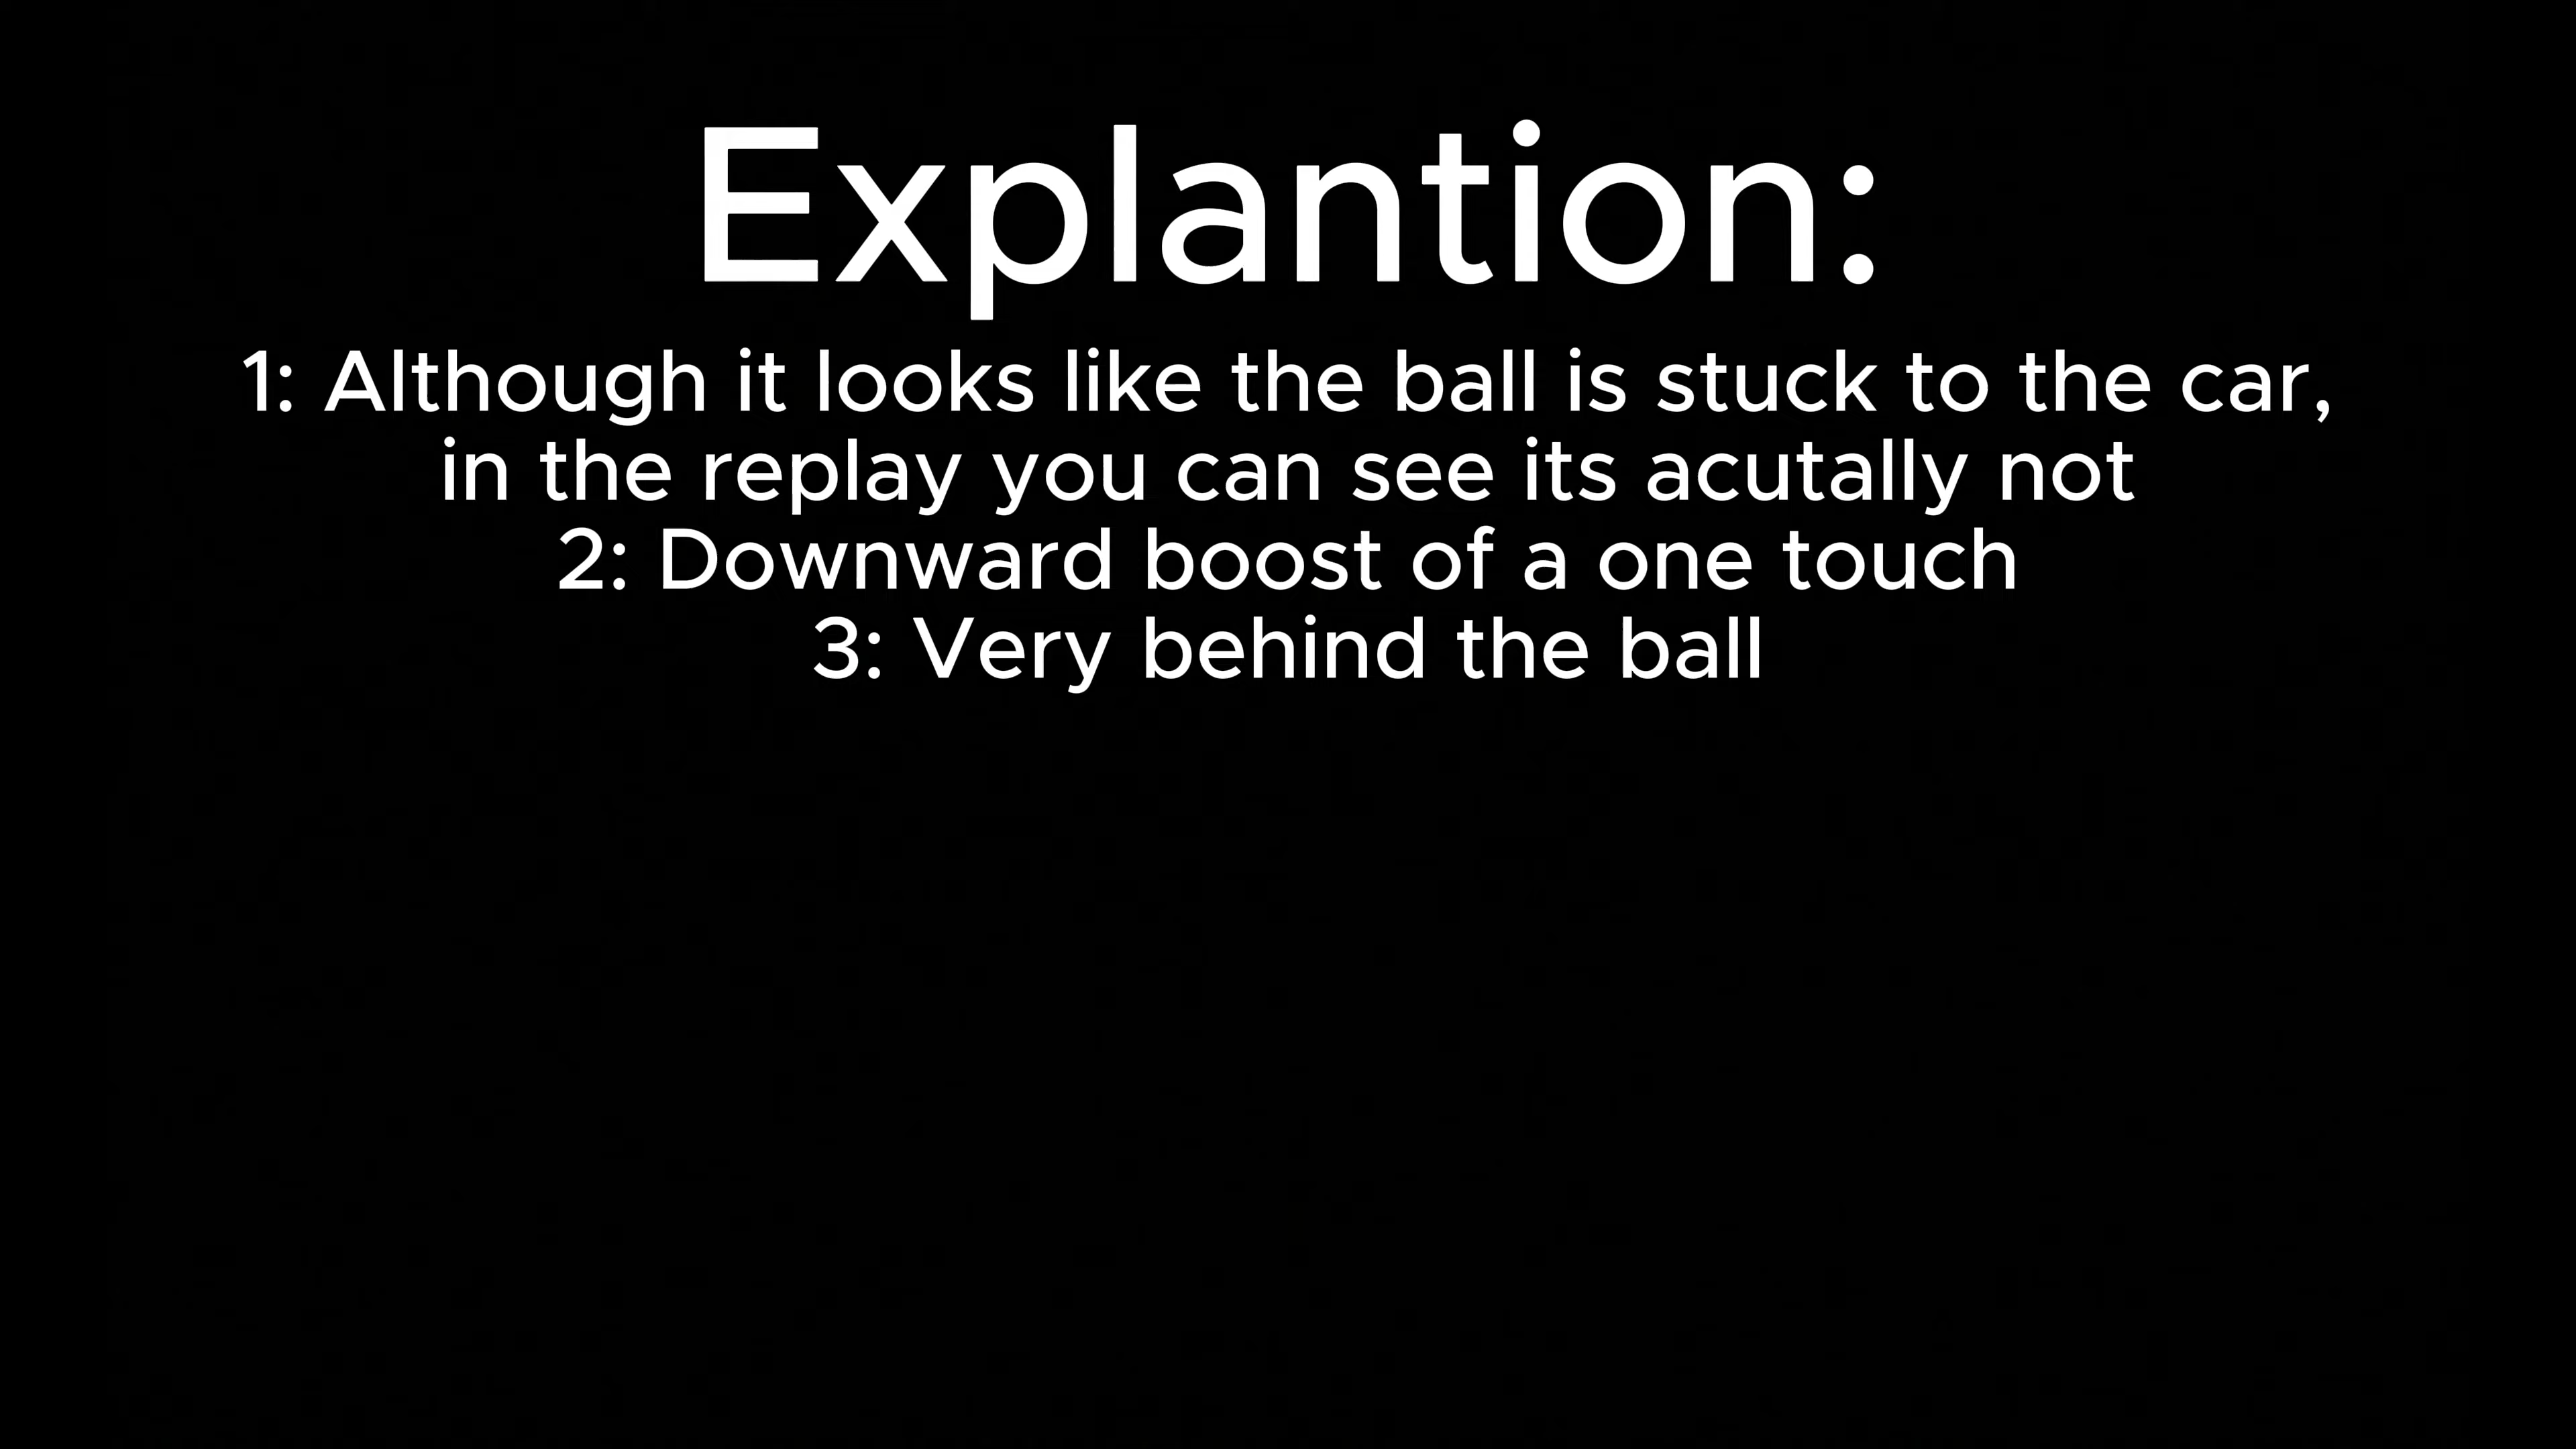 Explantion:
1: Although it looks like the ball is stuck to the car,
in the replay you can see its acutally not
2: Downward boost of a one touch
3: Very behind the ball